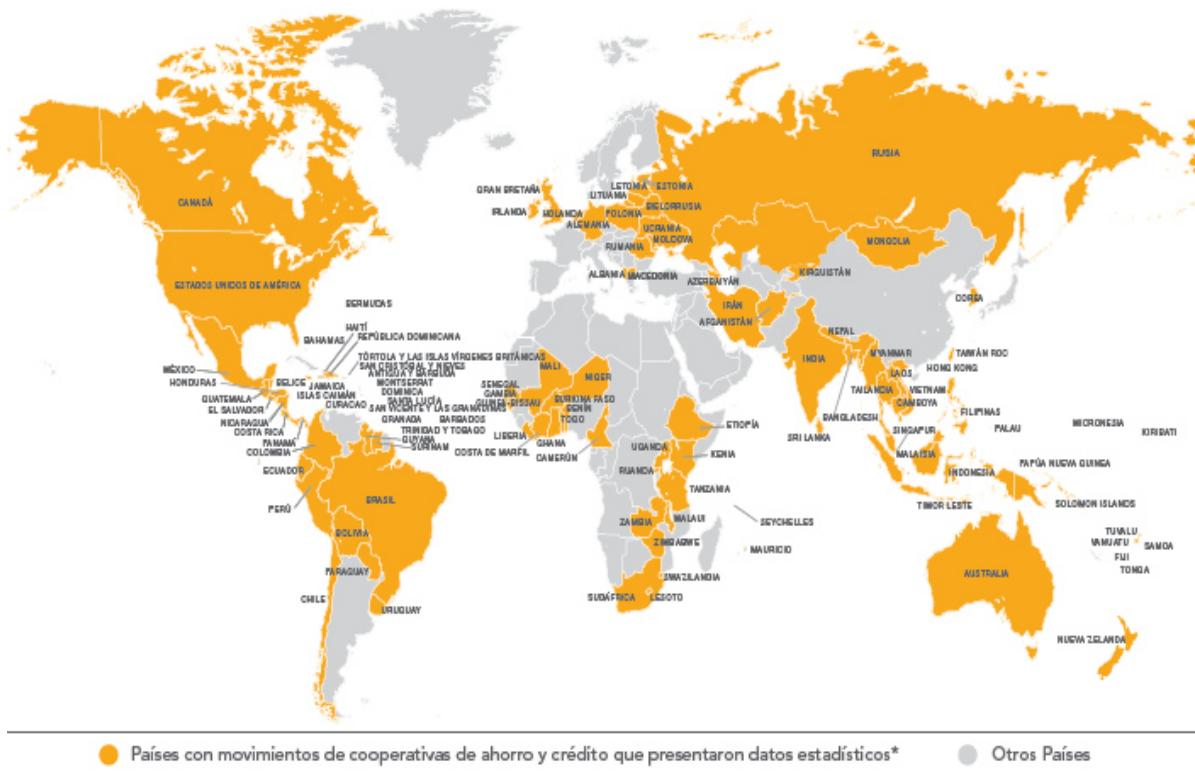 RUSIA
CANADÁ
ESTADOS UNIDOS DE AMÉRICA
GRAN BRETAÑA
IRLANDA
HOLANDA
ALEMANIA
LETONIA
ESTONIA
LITUANIA
BIELORRUSIA
POLONIA
UCRANIA
MOLDOVA
RUMANIA
ALBANIA
MACEDONIA
AZERBAIYÁN
MONGOLIA
KIRGUISTÁN
COREA
IRÁN
AFGANISTÁN
NEPAL
INDIA
MYANMAR
TAIWÁN ROC
HONG KONG
LAOS
VIETNAM
TAILANDIA
CAMBOYA
BANGLADESH
SRI LANKA
FILIPINAS
PALAU
MICRONESIA
KIRIBATI
SINGAPUR
MALAISIA
INDONESIA
PAPÚA NUEVA GUINEA
TIMOR LESTE
SOLOMON ISLANDS
TUVALU
VANUATU
SAMOA
FIJI
TONGA
AUSTRALIA
NUEVA ZELANDA
BERMUDAS
HAITÍ
REPÚBLICA DOMINICANA
BAHAMAS
TÓRTOLA Y LAS ISLAS VÍRGENES BRITÁNICAS
SAN CRISTÓBAL Y NIEVES
ANTIGUA Y BARBUDA
MÉXICO
HONDURAS
BELICE
JAMAICA
MONTSERRAT
ISLAS CAIMÁN
DOMINICA
GUATEMALA
CURACAO
SANTA LUCÍA
EL SALVADOR
SAN VICENTE Y LAS GRANADINAS
NICARAGUA
GRANADA
BARBADOS
COSTA RICA
TRINIDAD Y TOBAGO
PANAMA
GUYANA
COLOMBIA
SURINAM
ECUADOR
PERÚ
BRASIL
BOLIVIA
PARAGUAY
CHILE
URUGUAY
MALI
NIGER
SENEGAL
GAMBIA
GUINEA-BISSAU
BURKINA FASO
BENÍN
TOGO
LIBERIA
GHANA
COSTA DE MARFIL
CAMERÚN
ETIOPÍA
UGANDA
KENIA
RUANDA
TANZANIA
ZAMBIA
MALAUI
SEYCHELLES
ZIMBABWE
MAURICIO
SWAZILANDIA
SUDÁFRICA
LESOTO
Países con movimientos de cooperativas de ahorro y crédito que presentaron datos estadísticos*
Otros Países